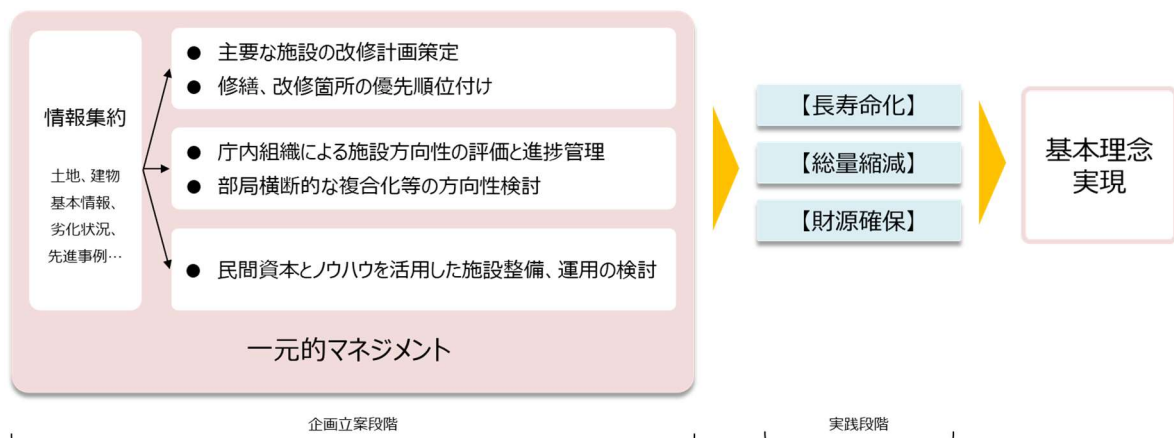 情報集約
土地、建物
基本情報、
劣化状況、
先進事例…
● 主要な施設の改修計画策定
● 修繕、改修箇所の優先順位付け
● 庁内組織による施設方向性の評価と進捗管理
● 部局横断的な複合化等の方向性検討
● 民間資本とノウハウを活用した施設整備、運用の検討
一元的マネジメント
【長寿命化】
【総量縮減】
【財源確保】
基本理念
実現
企画立案段階
実践段階